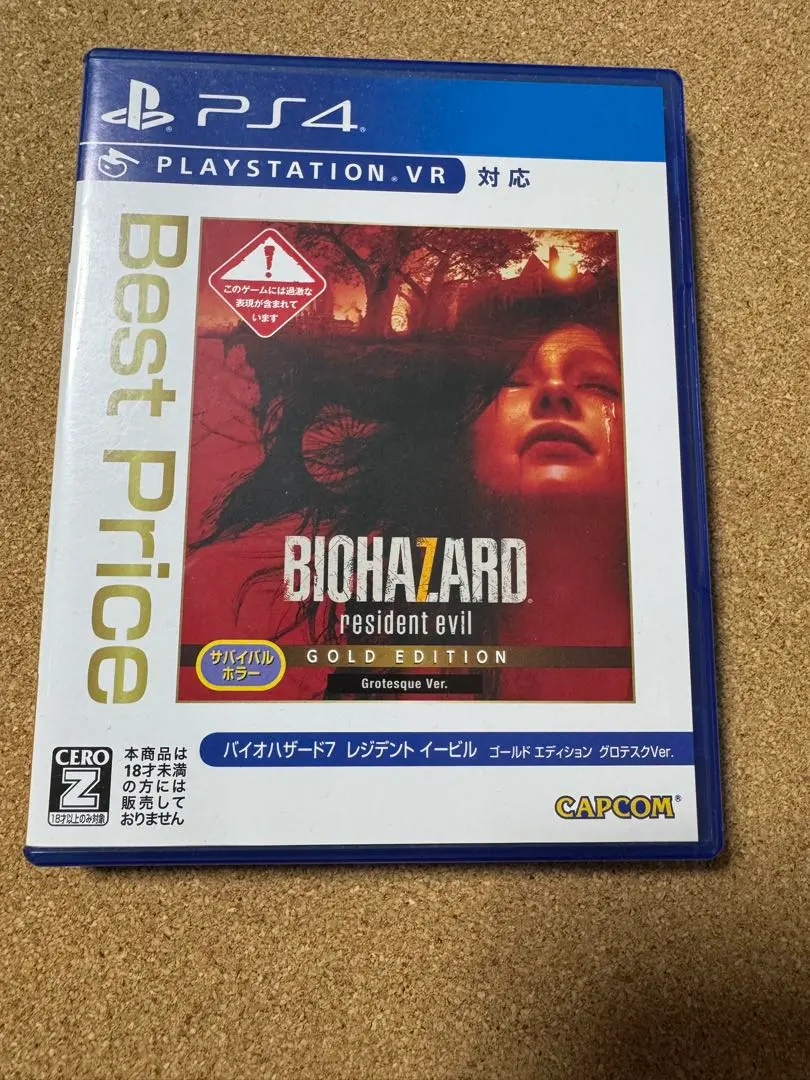 PS4
PLAYSTATION®VR 対応
Best Price
このゲームには過激な
表現が含まれて
います
BIOHAZARD®
resident evil
GOLD EDITION
Grotesque Ver.
サバイバル
ホラー
バイオハザード7 レジデント イービル ゴールド エディション グロテスクVer.
CERO
Z
18才以上のみ対象
本商品は
18才未満
の方には
販売して
おりません
CAPCOM®